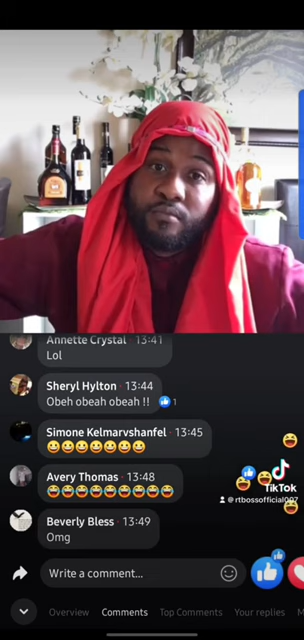 Annette Crystal · 13:41
Lol
Sheryl Hylton · 13:44
Obeh obeah obeah !! 1
Simone Kelmarvshanfel · 13:45
😆😆😆😆😆😆😆
Avery Thomas · 13:48
😂😂😂😂😂😂😂😂😂😂
TikTok
@rtbossofficial007
Beverly Bless · 13:49
Omg
Write a comment...
Overview Comments Top Comments Your replies M